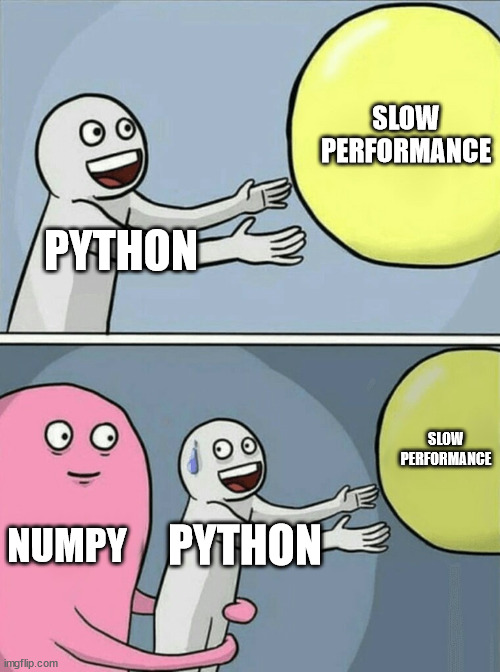 SLOW
PERFORMANCE
PYTHON
SLOW
PERFORMANCE
NUMPY
PYTHON
imgflip.com